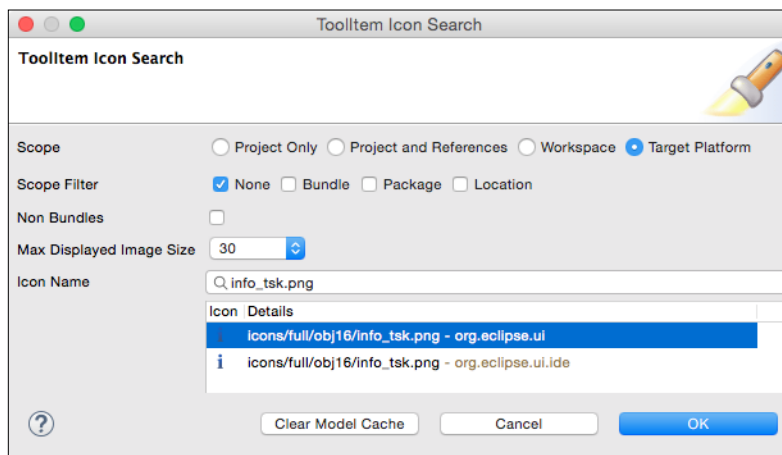 ToolItem Icon Search
ToolItem Icon Search
Scope Project Only Project and References Workspace Target Platform
Scope Filter None Bundle Package Location
Non Bundles
Max Displayed Image Size 30
Icon Name info_tsk.png
Icon Details
icons/full/obj16/info_tsk.png - org.eclipse.ui
icons/full/obj16/info_tsk.png - org.eclipse.ui.ide
? Clear Model Cache Cancel OK